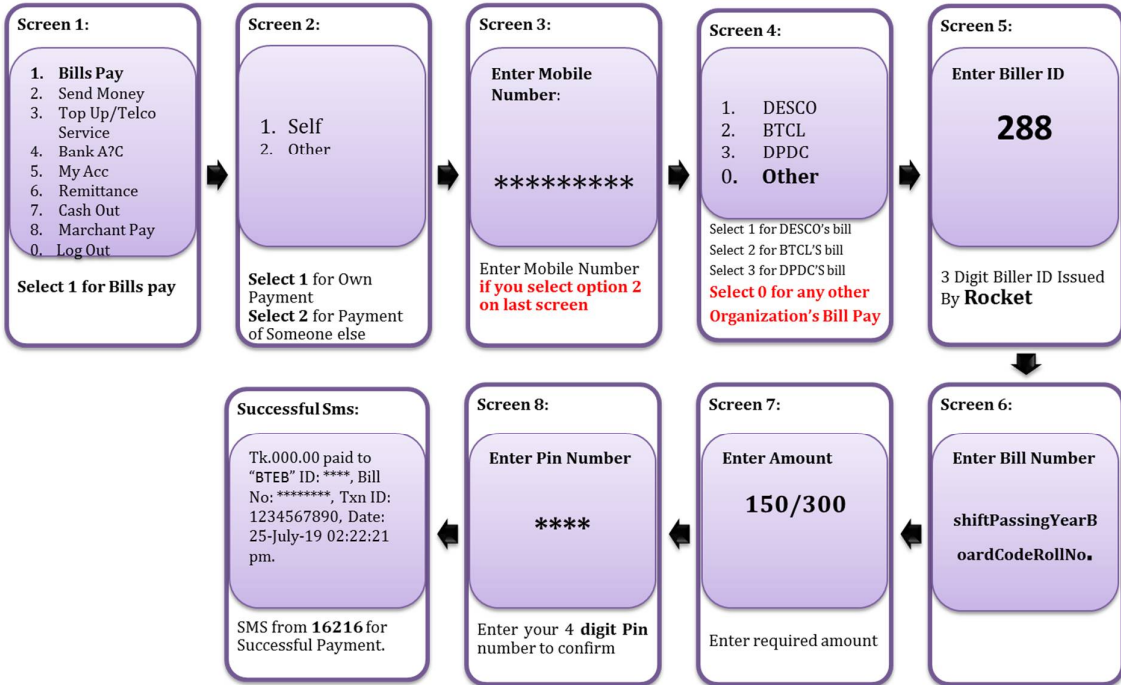 Screen 1:
1. Bills Pay
2. Send Money
3. Top Up/Telco
Service
4. Bank A?C
5. My Acc
6. Remittance
7. Cash Out
8. Marchant Pay
0. Log Out
Select 1 for Bills pay
Screen 2:
1. Self
2. Other
Select 1 for Own
Payment
Select 2 for Payment
of Someone else
Screen 3:
Enter Mobile
Number:
*********
Enter Mobile Number
if you select option 2
on last screen
Screen 4:
1. DESCO
2. BTCL
3. DPDC
0. Other
Select 1 for DESCO's bill
Select 2 for BTCL'S bill
Select 3 for DPDC'S bill
Select 0 for any other
Organization's Bill Pay
Screen 5:
Enter Biller ID
288
3 Digit Biller ID Issued
By Rocket
Screen 6:
Enter Bill Number
shiftPassingYearB
oardCodeRollNo.
Screen 7:
Enter Amount
150/300
Enter required amount
Screen 8:
Enter Pin Number
****
Enter your 4 digit Pin
number to confirm
Successful Sms:
Tk.000.00 paid to
“BTEB” ID: ****, Bill
No: ********, Txn ID:
1234567890, Date:
25-July-19 02:22:21
pm.
SMS from 16216 for
Successful Payment.